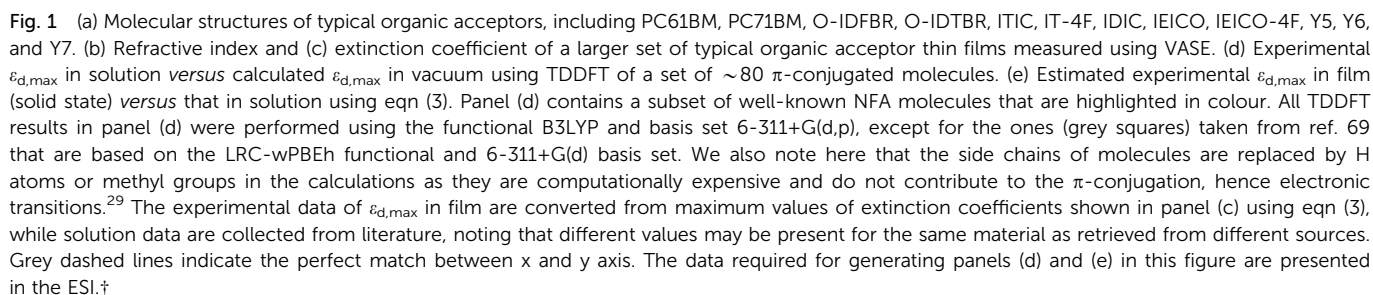 Fig. 1 (a) Molecular structures of typical organic acceptors, including PC61BM, PC71BM, O-IDFBR, O-IDTBR, ITIC, IT-4F, IDIC, IEICO, IEICO-4F, Y5, Y6,
and Y7. (b) Refractive index and (c) extinction coefficient of a larger set of typical organic acceptor thin films measured using VASE. (d) Experimental
εd,max in solution versus calculated εd,max in vacuum using TDDFT of a set of ~80 π-conjugated molecules. (e) Estimated experimental εd,max in film
(solid state) versus that in solution using eqn (3). Panel (d) contains a subset of well-known NFA molecules that are highlighted in colour. All TDDFT
results in panel (d) were performed using the functional B3LYP and basis set 6-311+G(d,p), except for the ones (grey squares) taken from ref. 69
that are based on the LRC-wPBEh functional and 6-311+G(d) basis set. We also note here that the side chains of molecules are replaced by H
atoms or methyl groups in the calculations as they are computationally expensive and do not contribute to the π-conjugation, hence electronic
transitions.29 The experimental data of εd,max in film are converted from maximum values of extinction coefficients shown in panel (c) using eqn (3),
while solution data are collected from literature, noting that different values may be present for the same material as retrieved from different sources.
Grey dashed lines indicate the perfect match between x and y axis. The data required for generating panels (d) and (e) in this figure are presented
in the ESI.†